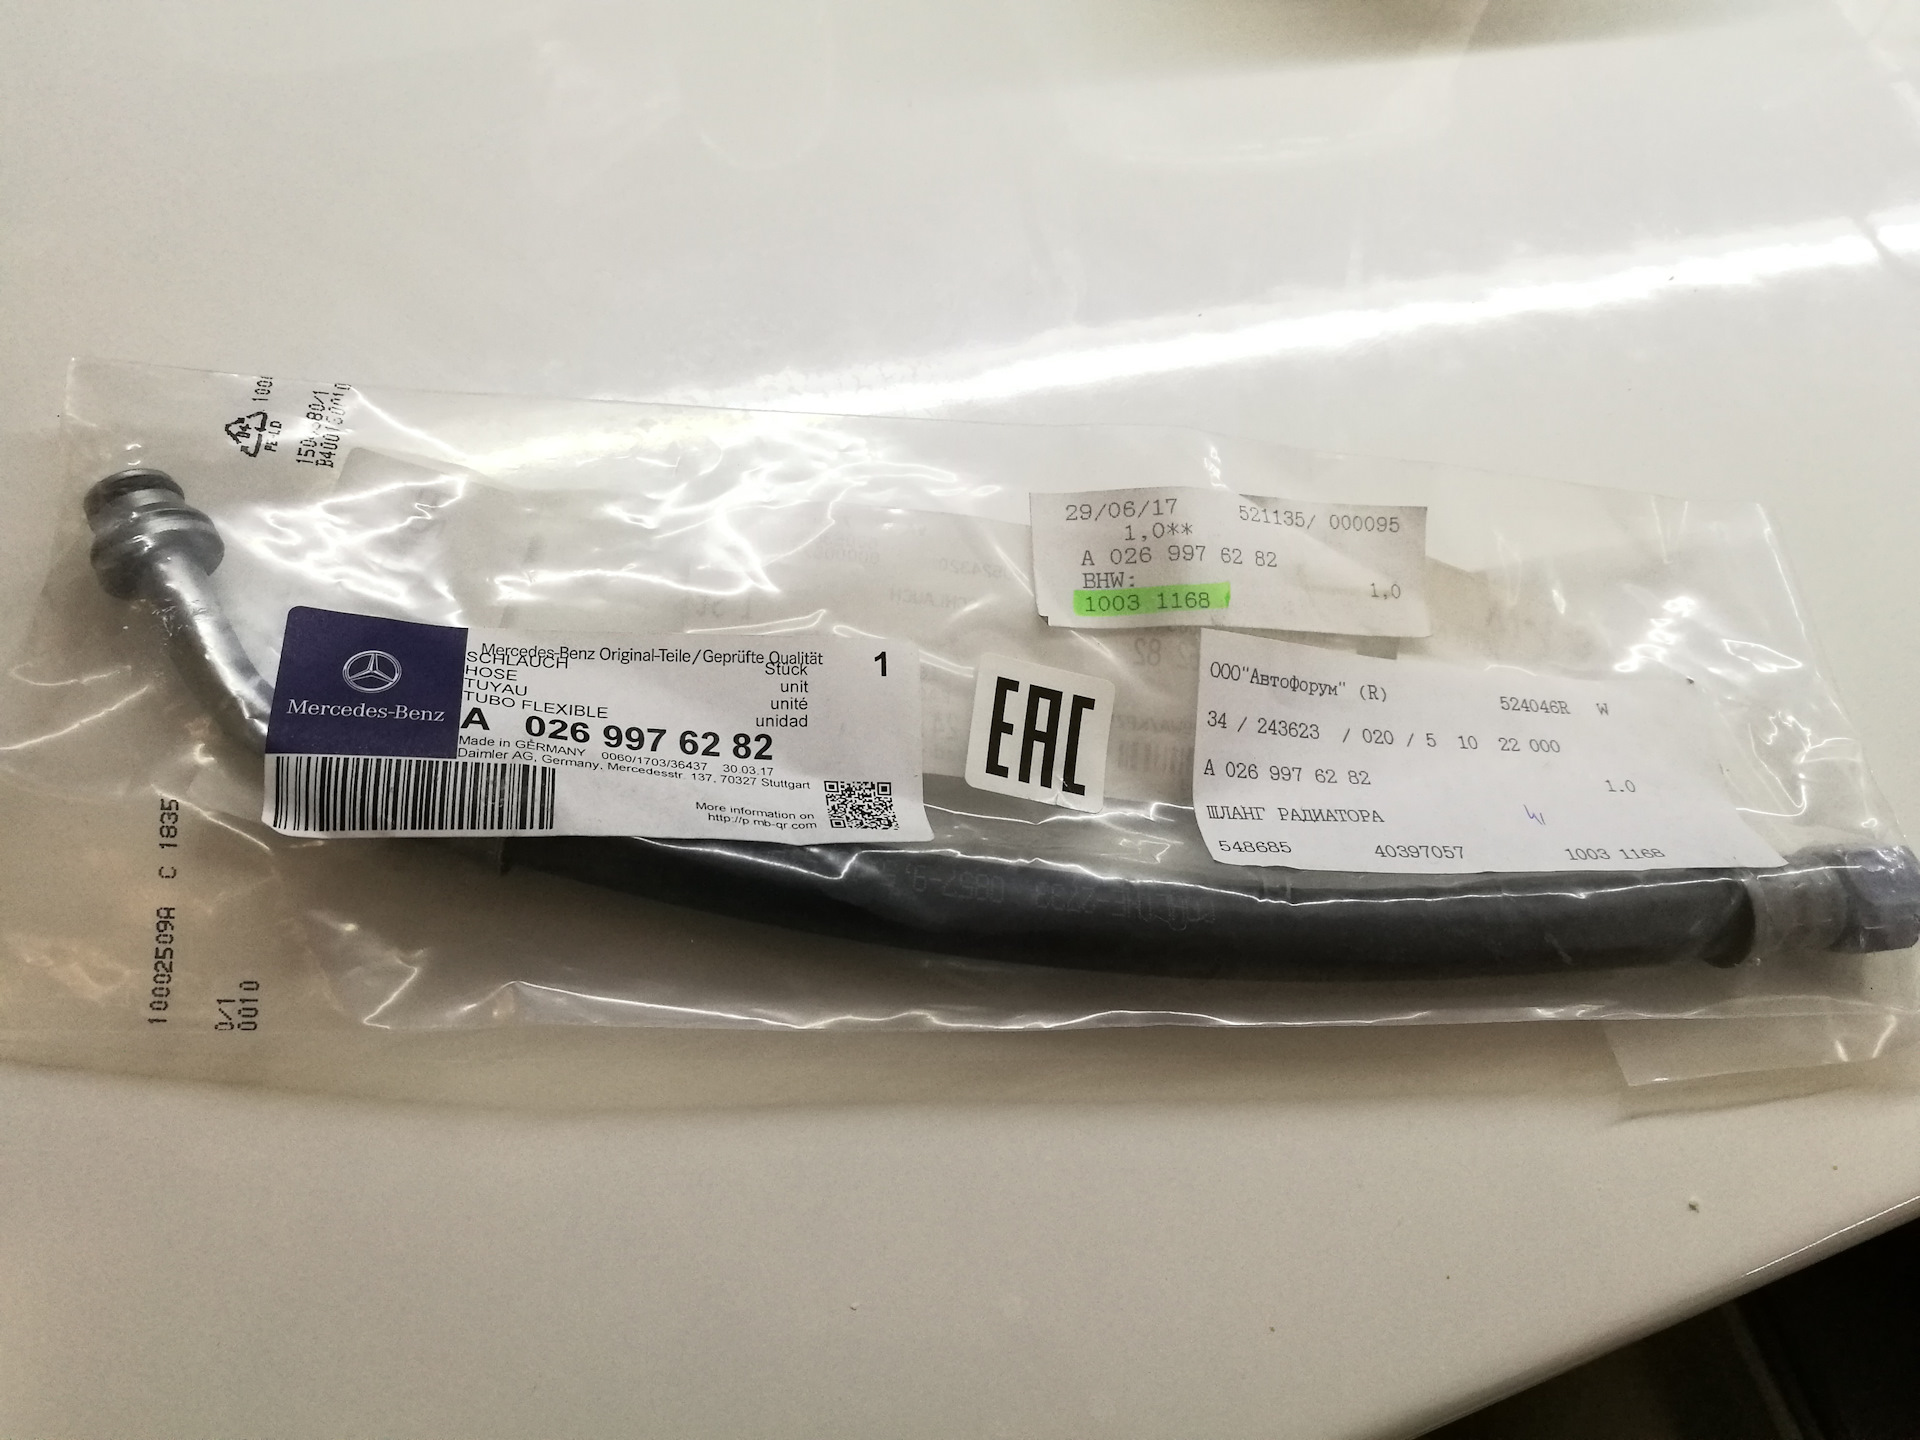 100
PE-LD
29/06/17 521135/ 000095
1,0**
A 026 997 62 82
BHW:
1,0
1003 1168
Mercedes-Benz
Mercedes-Benz Original-Teile/Geprüfte Qualität
SCHLAUCH Stück 1
HOSE unit
TUYAU unité
TUBO FLEXIBLE unidad
A 026 997 62 82
Made in GERMANY 0060/1703/36437 30.03.17
Daimler AG, Germany, Mercedesstr. 137, 70327 Stuttgart
More information on
http://p.mb-qr.com
EAC
ООО"Автофорум" (R) 524046R W
34 / 243623 / 020 / 5 10 22 000
A 026 997 62 82
1.0
ШЛАНГ РАДИАТОРА
548685 40397057 1003 1168
10002509A C 1835
0/1
0010